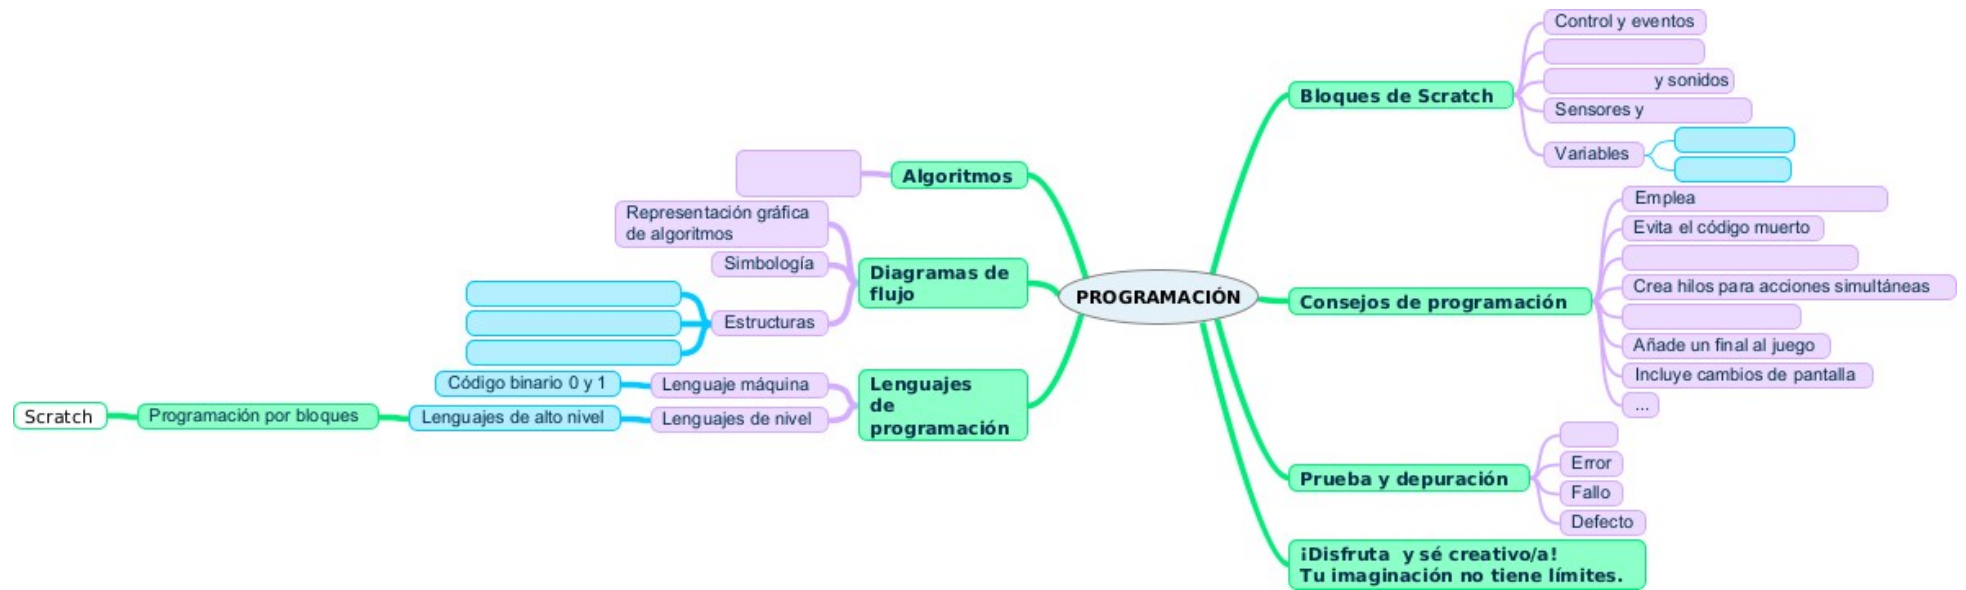 PROGRAMACIÓN
Bloques de Scratch
Control y eventos
y sonidos
Sensores y
Variables
Consejos de programación
Emplea
Evita el código muerto
Crea hilos para acciones simultáneas
Añade un final al juego
Incluye cambios de pantalla
...
Prueba y depuración
Error
Fallo
Defecto
¡Disfruta y sé creativo/a!
Tu imaginación no tiene límites.
Algoritmos
Diagramas de
flujo
Representación gráfica
de algoritmos
Simbología
Estructuras
Lenguajes
de
programación
Lenguaje máquina
Código binario 0 y 1
Lenguajes de nivel
Lenguajes de alto nivel
Programación por bloques
Scratch